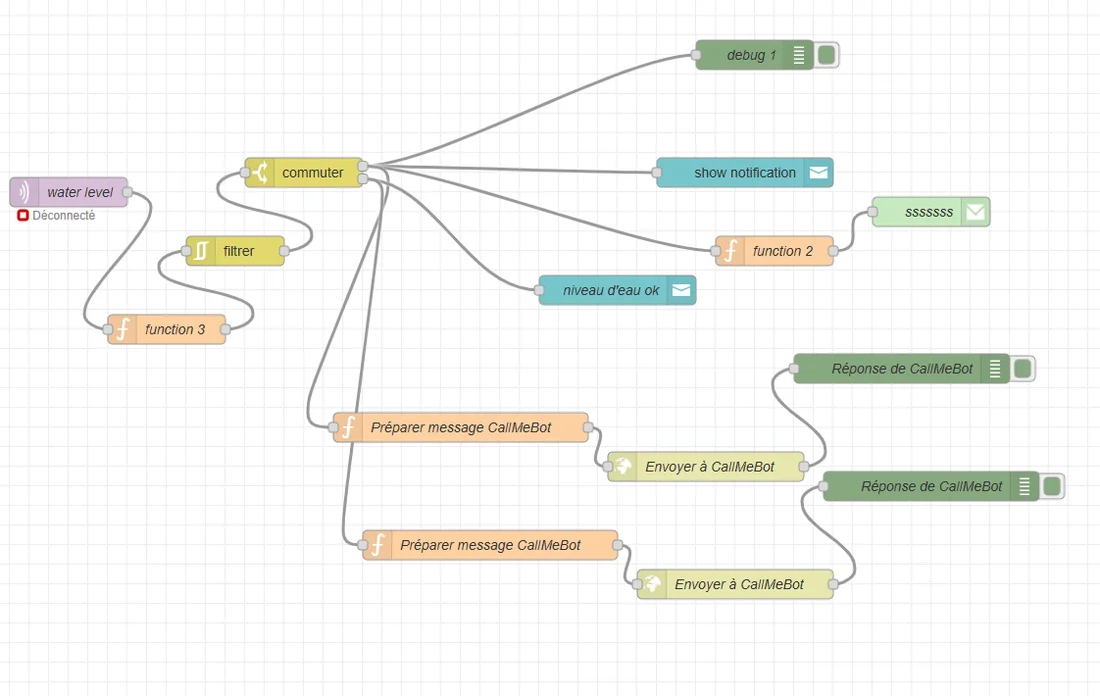 debug 1
commuter
show notification
water level
Déconnecté
sssssss
filtrer
function 2
niveau d'eau ok
function 3
Réponse de CallMeBot
Préparer message CallMeBot
Envoyer à CallMeBot
Réponse de CallMeBot
Préparer message CallMeBot
Envoyer à CallMeBot